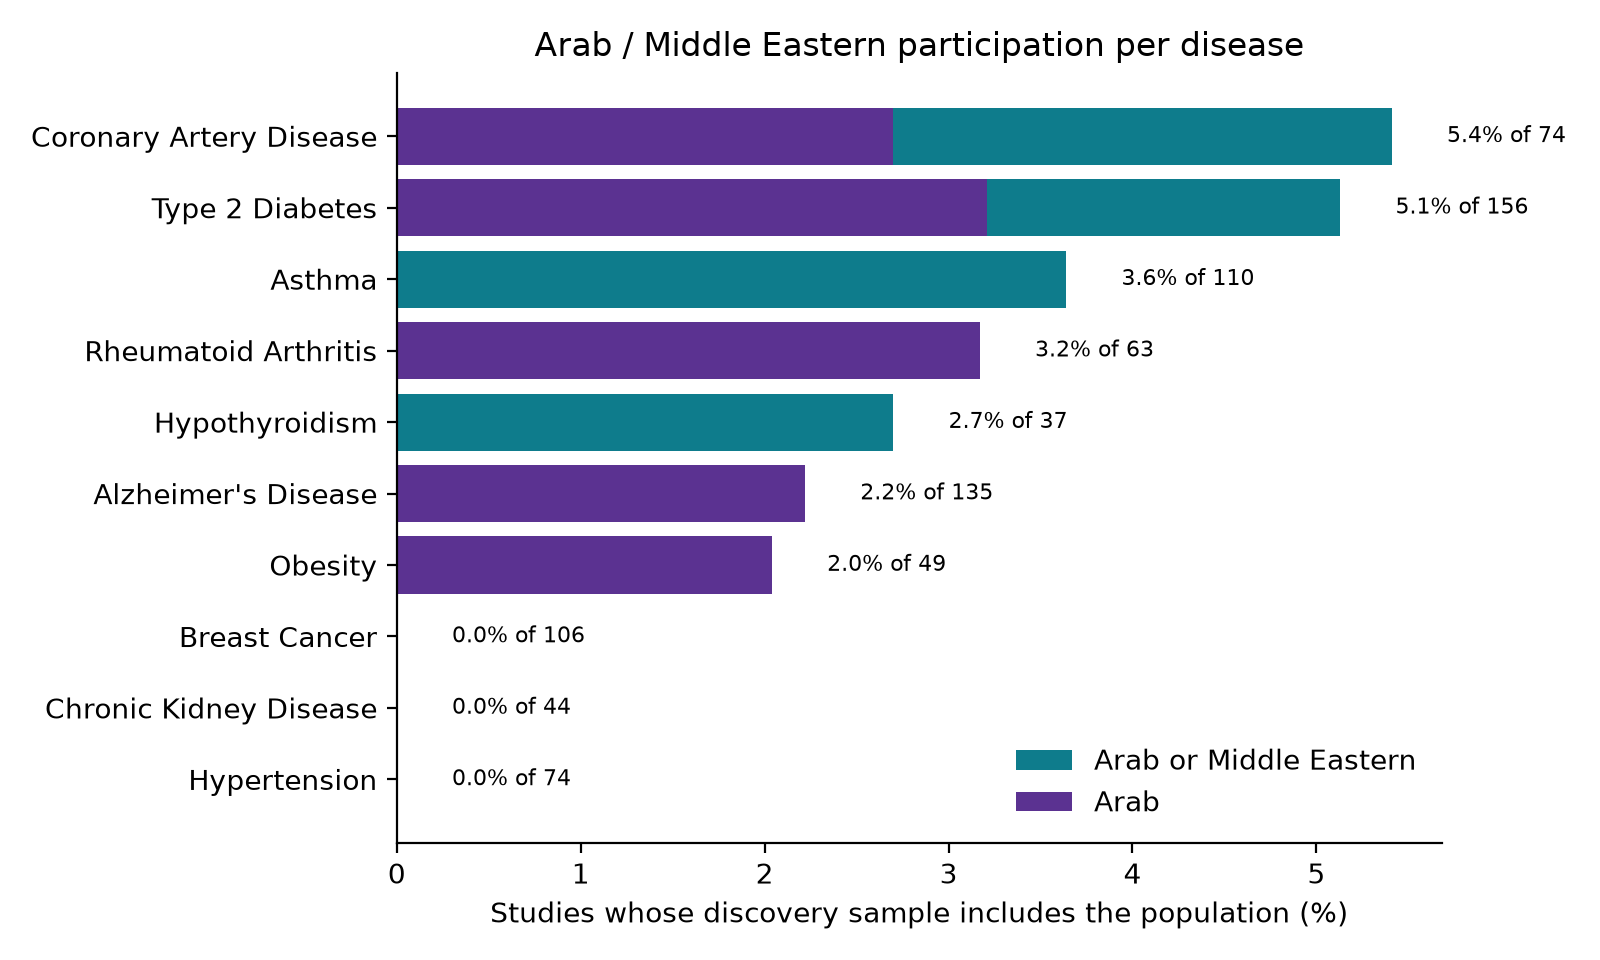 Arab / Middle Eastern participation per disease
Coronary Artery Disease
5.4% of 74
Type 2 Diabetes
5.1% of 156
Asthma
3.6% of 110
Rheumatoid Arthritis
3.2% of 63
Hypothyroidism
2.7% of 37
Alzheimer's Disease
2.2% of 135
Obesity
2.0% of 49
Breast Cancer
0.0% of 106
Chronic Kidney Disease
0.0% of 44
Hypertension
0.0% of 74
Arab or Middle Eastern
Arab
0 1 2 3 4 5
Studies whose discovery sample includes the population (%)